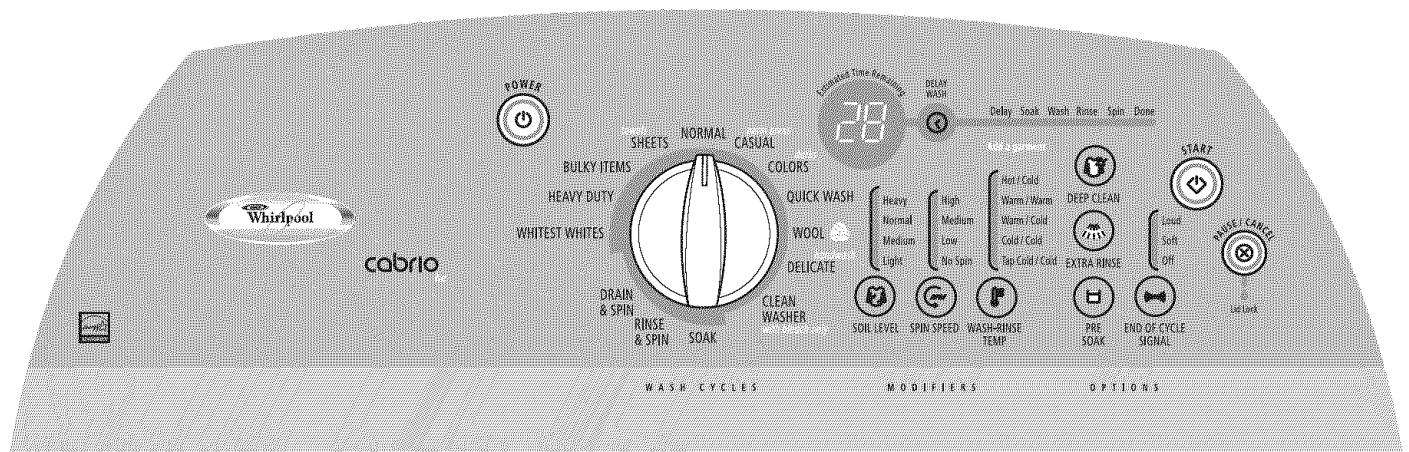 POWER
Whirlpool
cabrio
NORMAL
CASUAL
COLORS
QUICK WASH
WOOL
DELICATE
CLEAN
WASHER
with bleach only
SOAK
RINSE
& SPIN
DRAIN
& SPIN
WHITEST WHITES
HEAVY DUTY
BULKY ITEMS
SHEETS
Estimated Time Remaining
28
DELAY
WASH
Delay Soak Wash Rinse Spin Done
Add a garment
Heavy
Normal
Medium
Light
SOIL LEVEL
High
Medium
Low
No Spin
SPIN SPEED
Hot / Cold
Warm / Warm
Warm / Cold
Cold / Cold
Tap Cold / Cold
WASH-RINSE
TEMP
DEEP CLEAN
EXTRA RINSE
PRE
SOAK
Loud
Soft
Off
END OF CYCLE
SIGNAL
START
PAUSE / CANCEL
Lid Lock
WASH CYCLES
MODIFIERS
OPTIONS